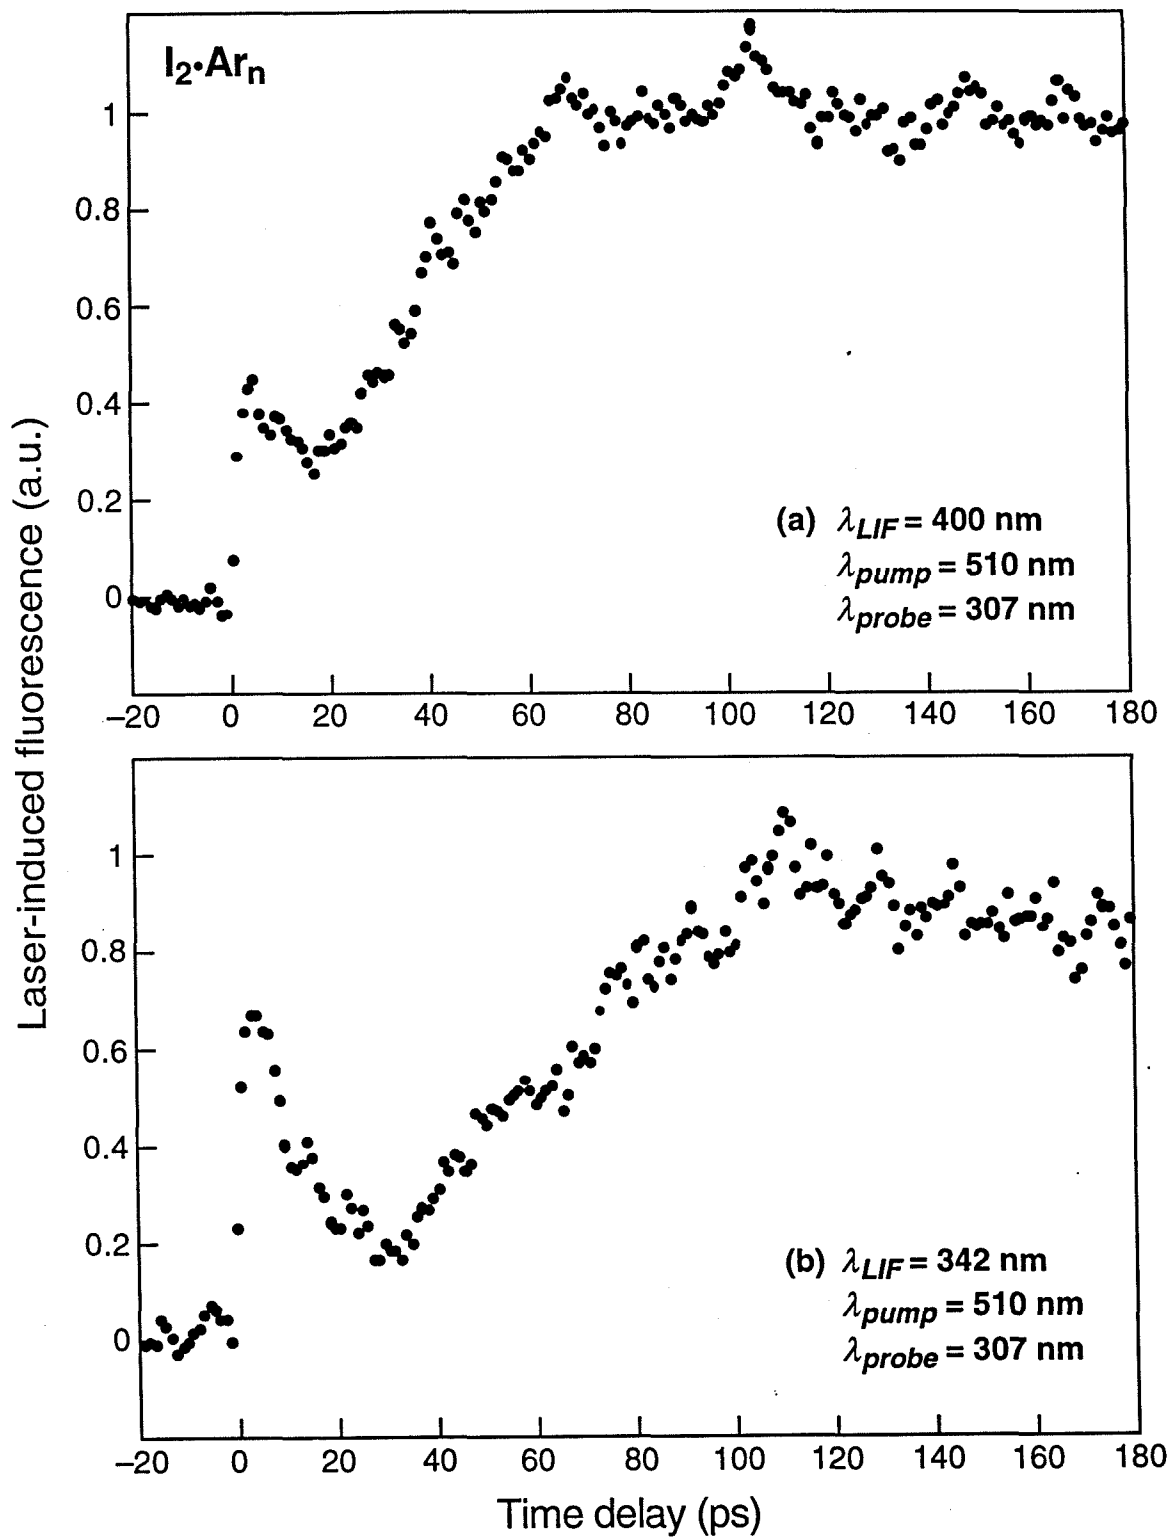 I2·Arn
1
0.8
0.6
0.4
0.2
0
(a) λLIF = 400 nm
λpump = 510 nm
λprobe = 307 nm
−20 0 20 40 60 80 100 120 140 160 180
Laser-induced fluorescence (a.u.)
1
0.8
0.6
0.4
0.2
0
(b) λLIF = 342 nm
λpump = 510 nm
λprobe = 307 nm
−20 0 20 40 60 80 100 120 140 160 180
Time delay (ps)